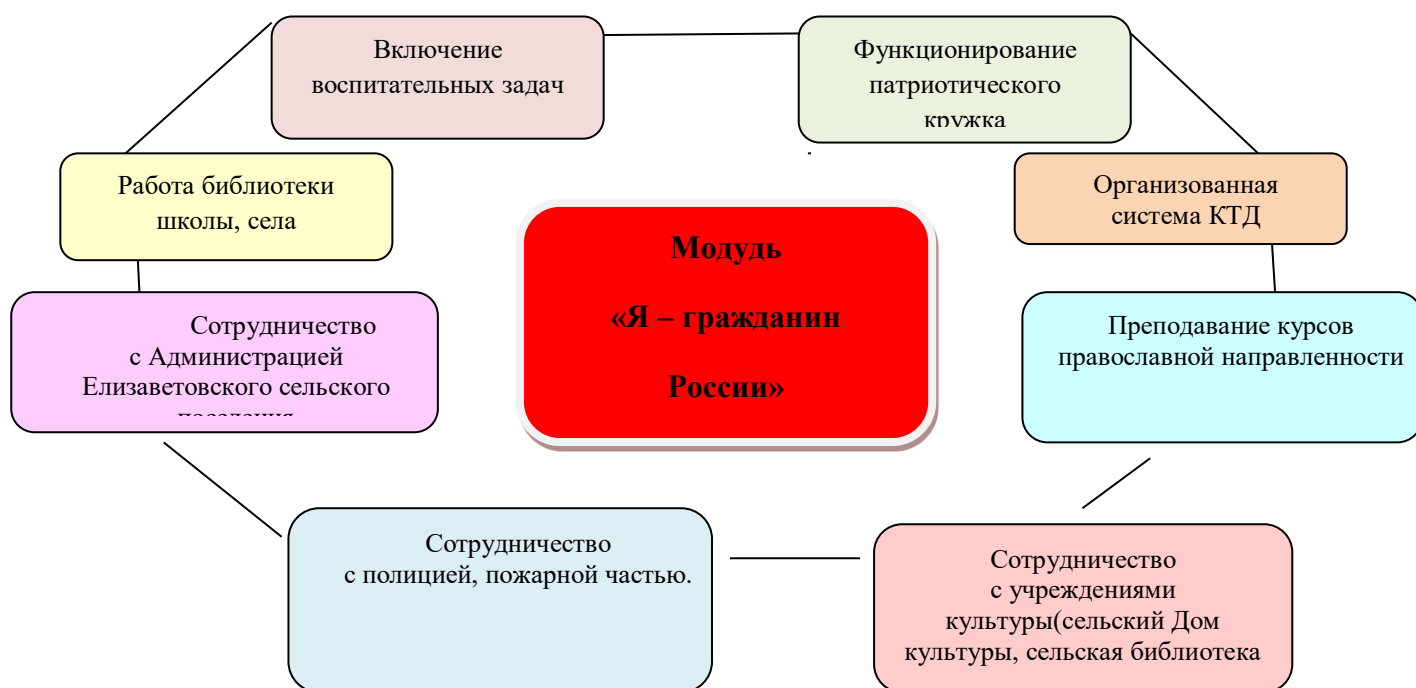 Включение
воспитательных задач
Функционирование
патриотического
кружка
Работа библиотеки
школы, села
Организованная
система КТД
Модудь
«Я – гражданин
России»
Сотрудничество
с Администрацией
Елизаветовского сельского
Преподавание курсов
православной направленности
Сотрудничество
с полицией, пожарной частью.
Сотрудничество
с учреждениями
культуры(сельский Дом
культуры, сельская библиотека